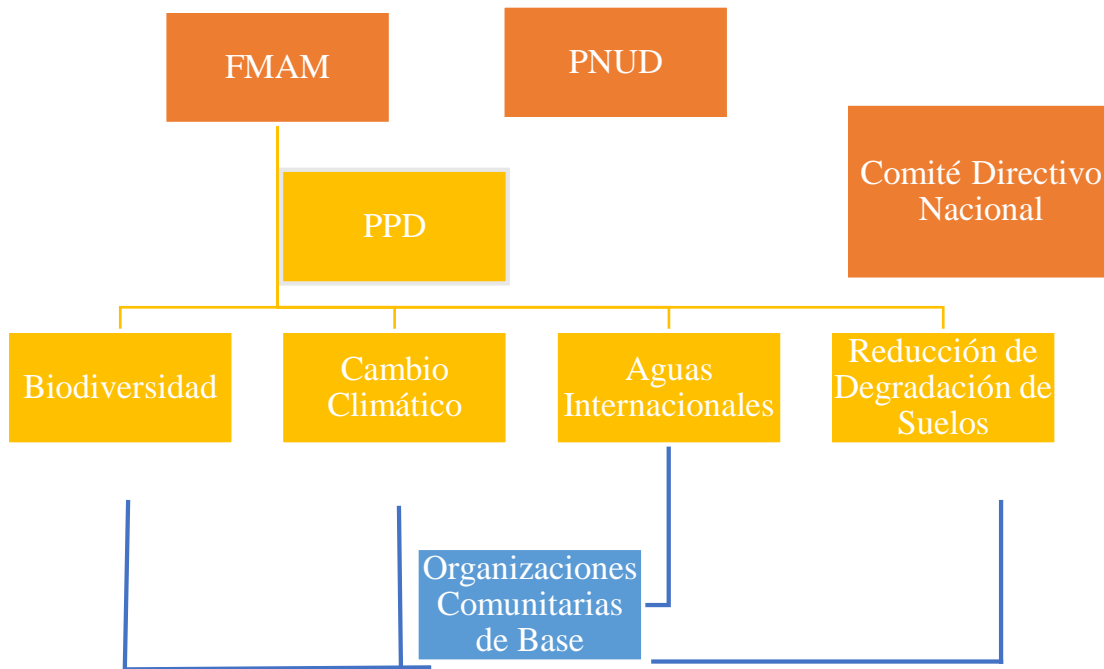 FMAM
PNUD
Comité Directivo
Nacional
PPD
Biodiversidad
Cambio
Climático
Aguas
Internacionales
Reducción de
Degradación de
Suelos
Organizaciones
Comunitarias
de Base